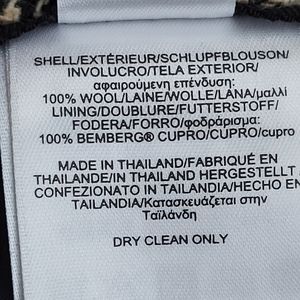 SHELL/EXTÉRIEUR/SCHLUPFBLOUSON/
INVOLUCRO/TELA EXTERIOR/
αφαιρούμενη επένδυση:
100% WOOL/LAINE/WOLLE/LANA/μαλλί
LINING/DOUBLURE/FUTTERSTOFF/
FODERA/FORRO/φοδράρισμα:
100% BEMBERG® CUPRO/CUPRO/cupro
MADE IN THAILAND/FABRIQUÉ EN
THAILANDE/IN THAILAND HERGESTELLT
CONFEZIONATO IN TAILANDIA/HECHO EN
TAILANDIA/Κατασκευάζεται στην
Ταϊλάνδη
DRY CLEAN ONLY